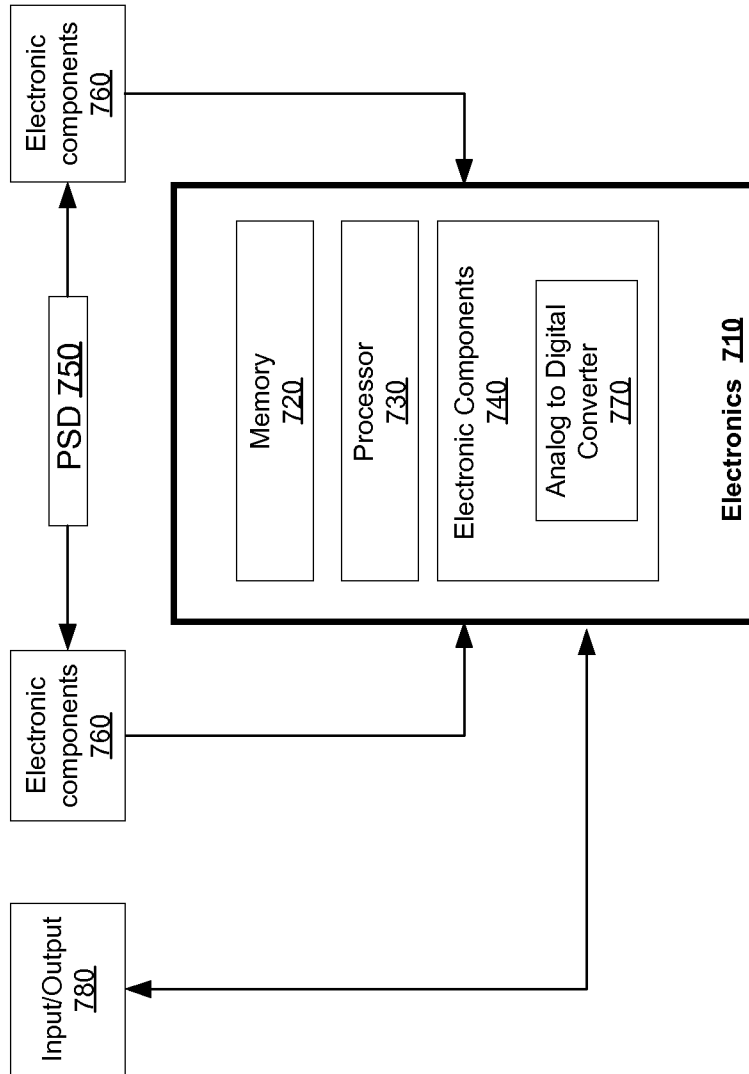 Input/Output
780
Electronic
components
760
PSD 750
Electronic
components
760
Memory
720
Processor
730
Electronic Components
740
Analog to Digital
Converter
770
Electronics 710